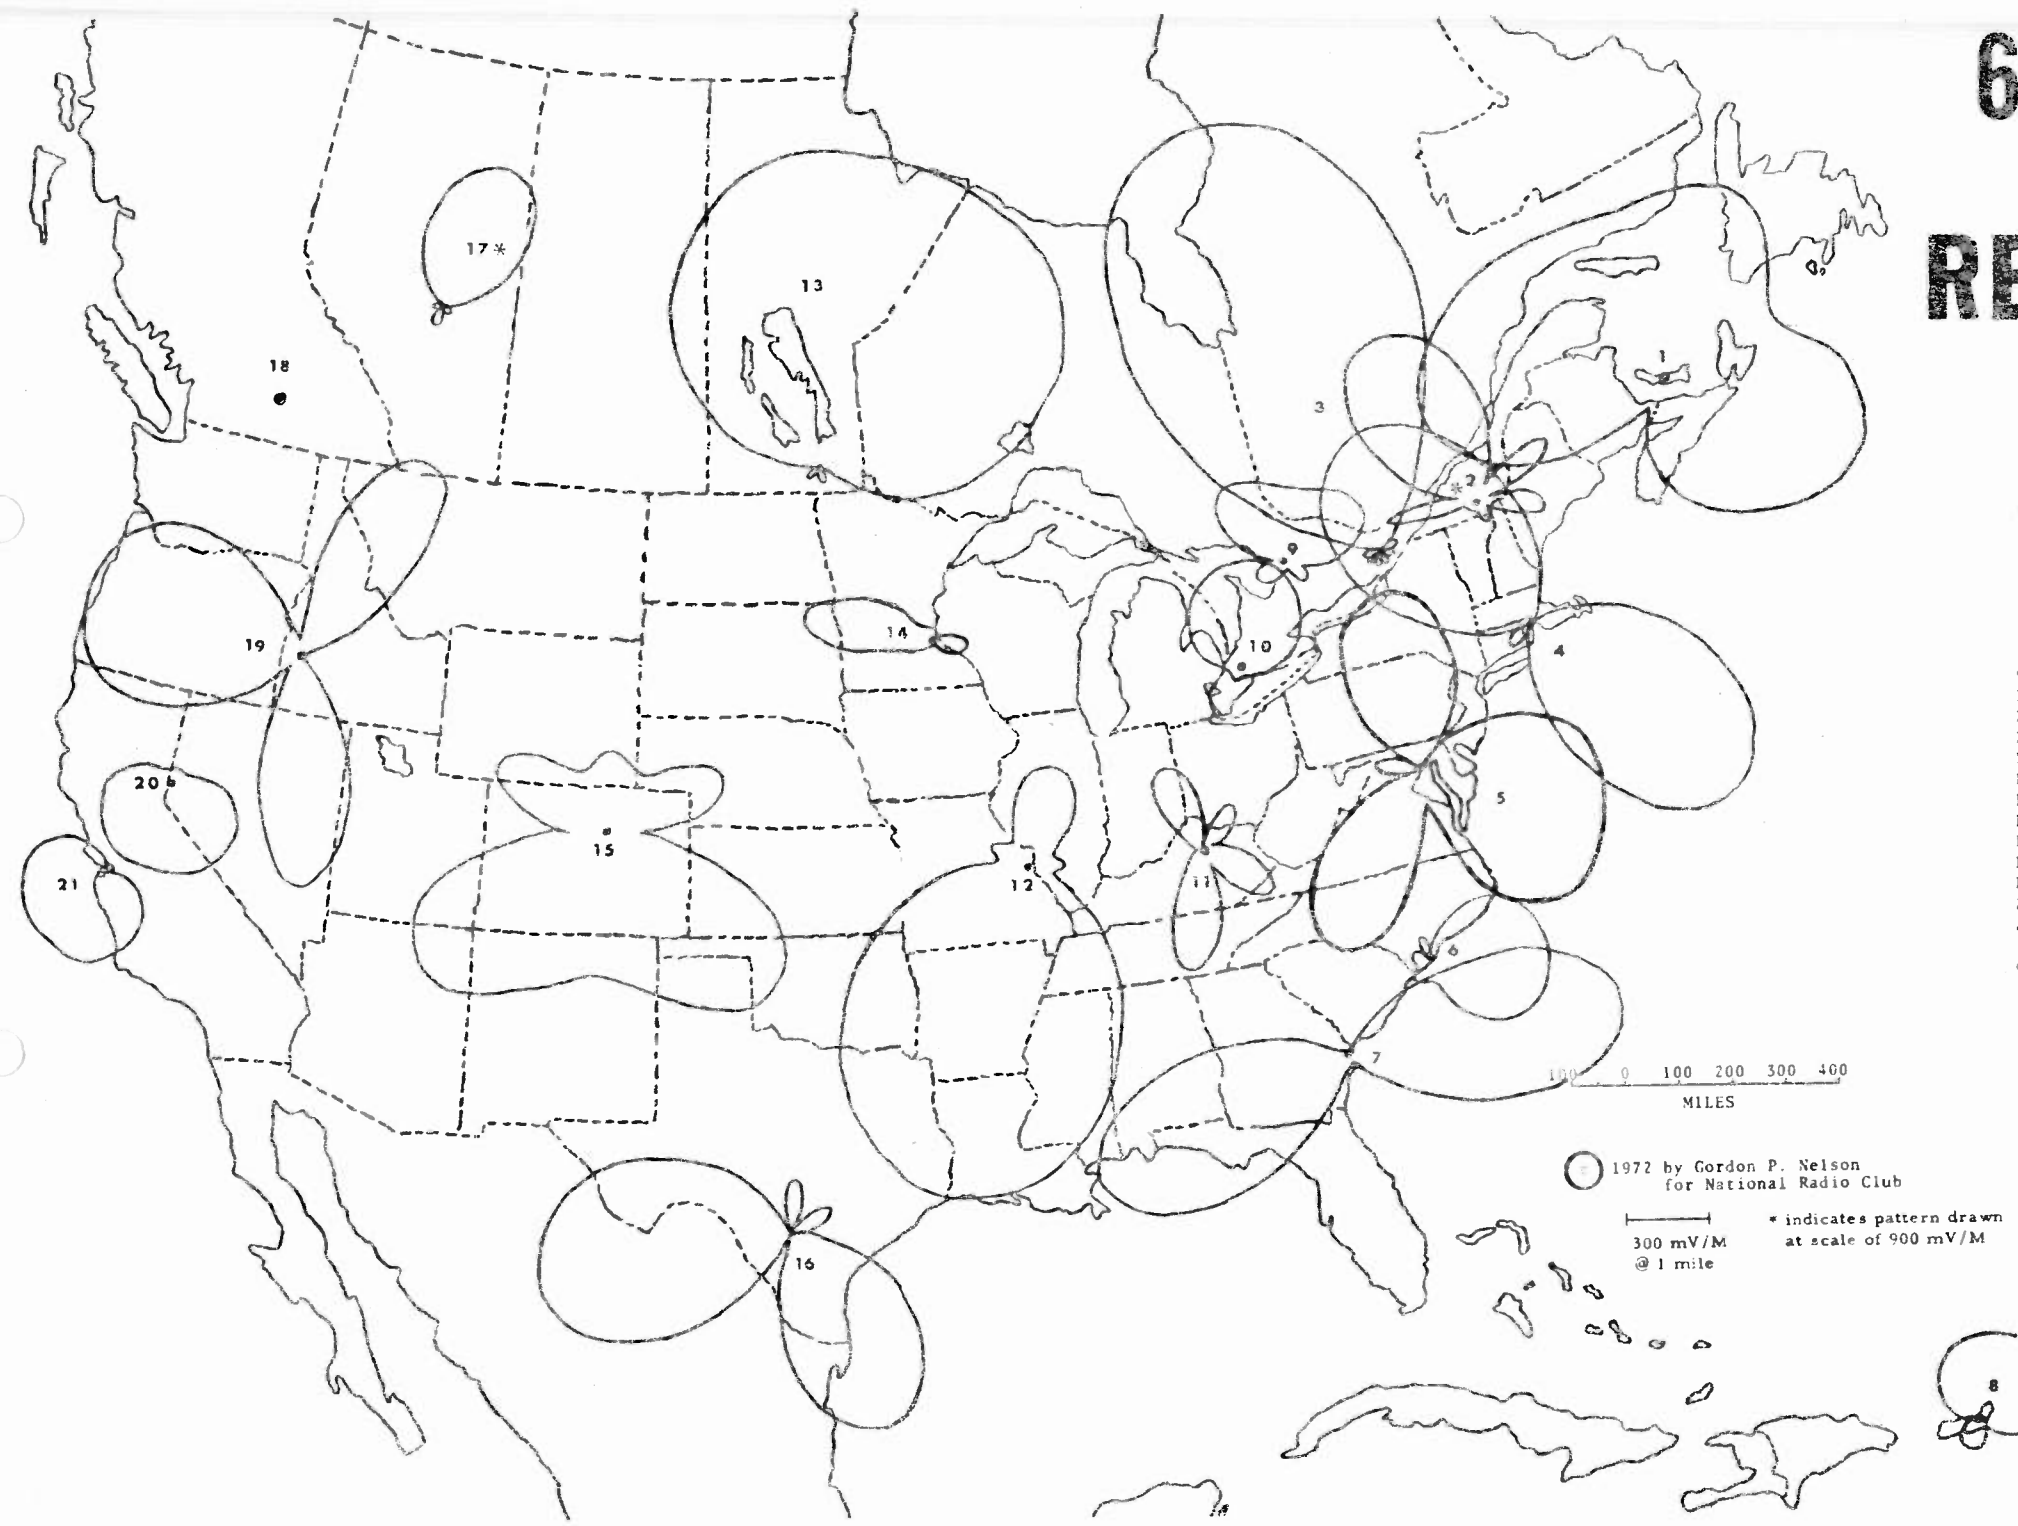 6
RE
17*
13
18
1
3
*2
9
19
14
10
4
20
15
5
21
12
11
6
7
100 0 100 200 300 400
MILES
1972 by Gordon P. Nelson
for National Radio Club
300 mV/M
@ 1 mile
* indicates pattern drawn
at scale of 900 mV/M
16
8